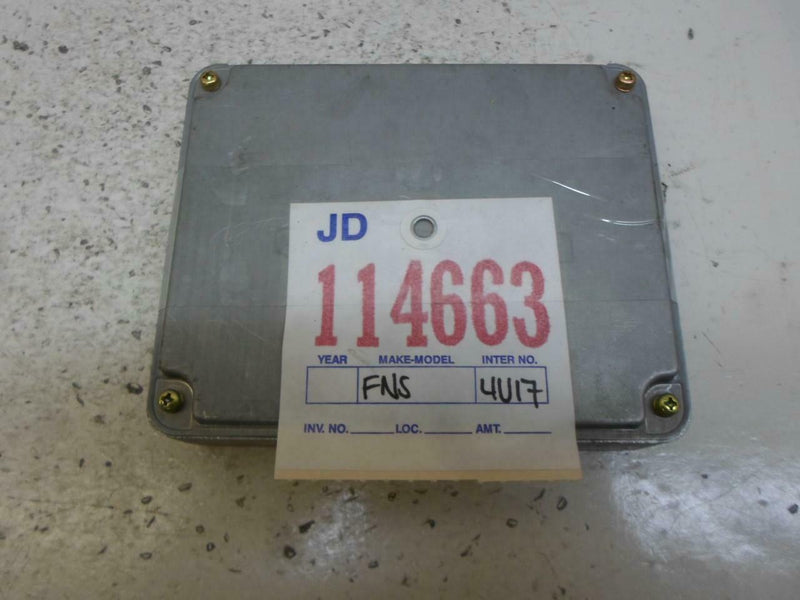 JD
114663
YEAR MAKE-MODEL INTER NO.
FNS 4U17
INV. NO. LOC. AMT.